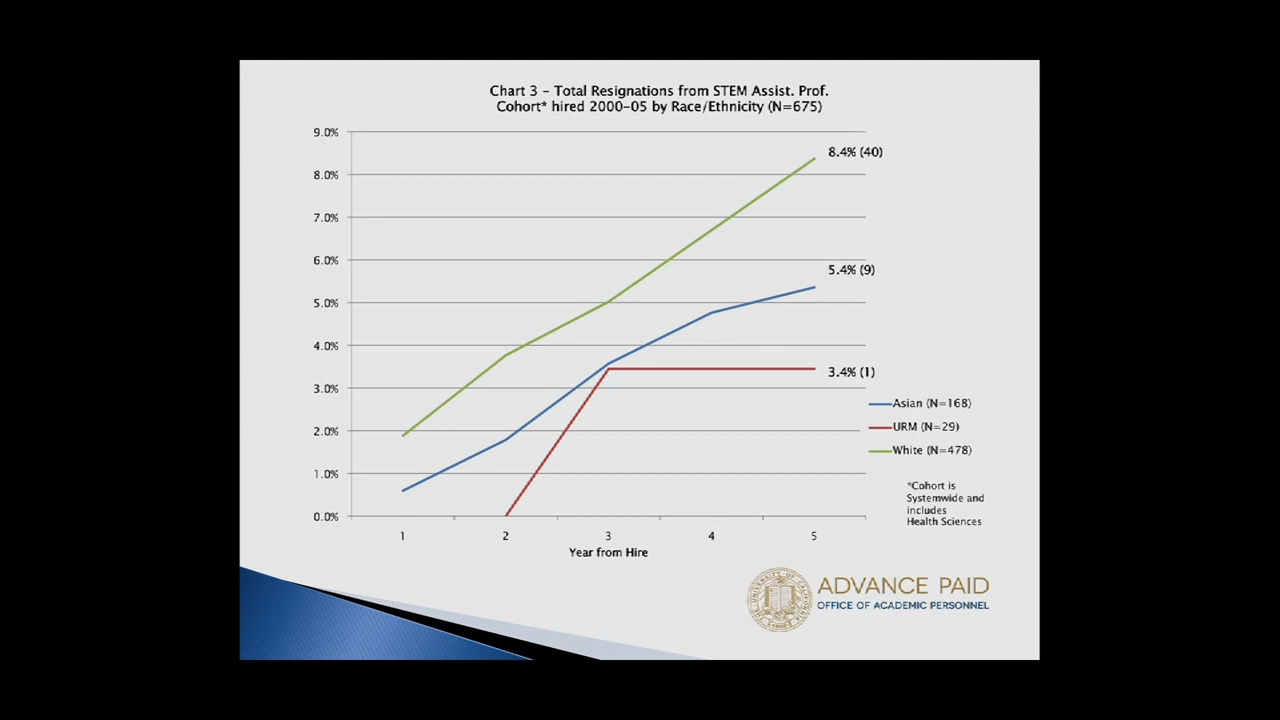 Chart 3 – Total Resignations from STEM Assist. Prof.
Cohort* hired 2000-05 by Race/Ethnicity (N=675)
9.0%
8.0%
7.0%
6.0%
5.0%
4.0%
3.0%
2.0%
1.0%
0.0%
8.4% (40)
5.4% (9)
3.4% (1)
Asian (N=168)
URM (N=29)
White (N=478)
*Cohort is
Systemwide and
includes
Health Sciences
1 2 3 4 5
Year from Hire
ADVANCE PAID
OFFICE OF ACADEMIC PERSONNEL